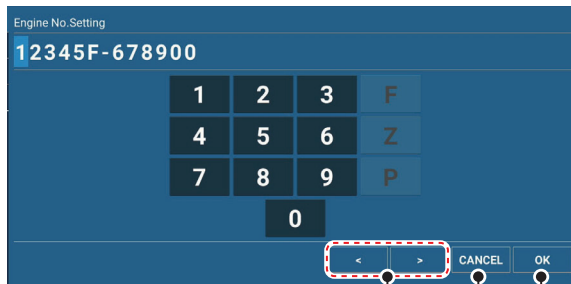 Engine No.Setting
12345F-678900
1 2 3 F
4 5 6 Z
7 8 9 P
0
< > CANCEL OK